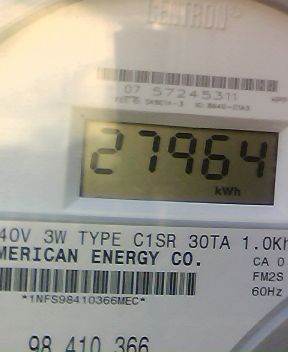 CENTRON®
07 57245311
27964
kWh
40V 3W TYPE C1SR 30TA 1.0Kh
MERICAN ENERGY CO.
CA 0
FM2S
60Hz
*1NFS98410366MEC*
98 410 366